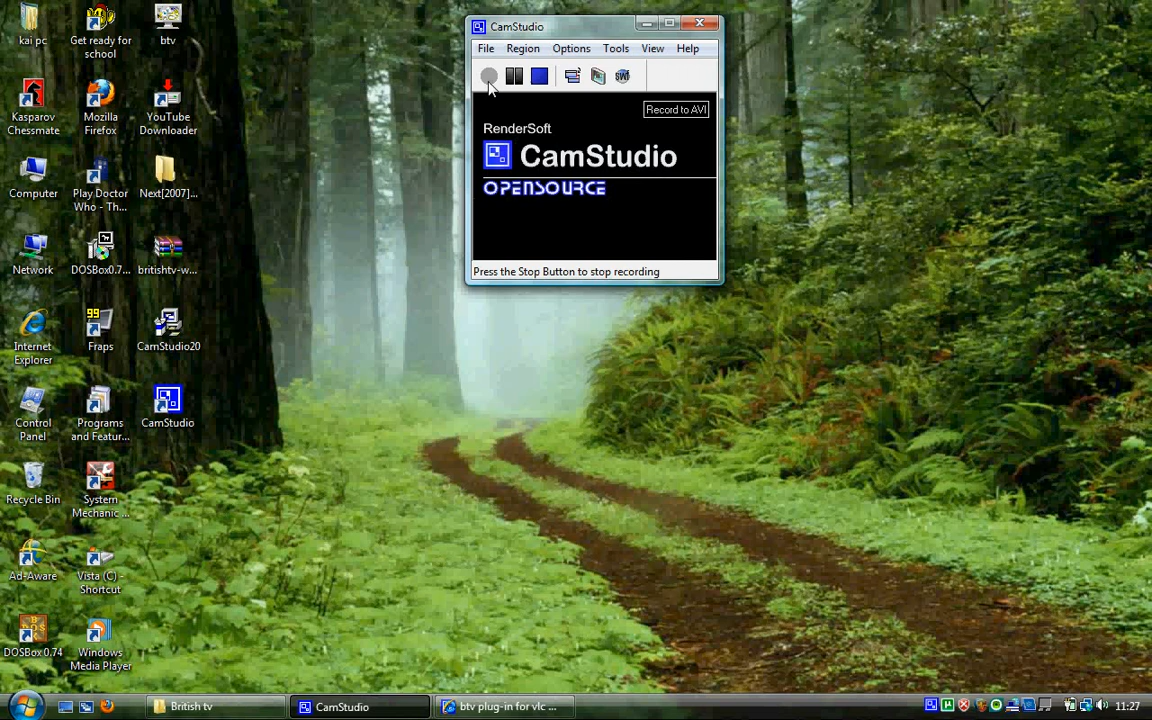 kai pc
Get ready for
school
btv
Kasparov
Chessmate
Mozilla
Firefox
YouTube
Downloader
Computer
Play Doctor
Who - Th...
Next[2007]...
Network
DOSBox0.7...
britishtv-w...
Internet
Explorer
99
Fraps
CamStudio20
Control
Panel
Programs
and Featur...
CamStudio
Recycle Bin
System
Mechanic ...
Ad-Aware
Vista (C) -
Shortcut
DOSBox 0.74
Windows
Media Player
CamStudio
File Region Options Tools View Help
SWF
Record to AVI
RenderSoft
CamStudio
OPENSOURCE
Press the Stop Button to stop recording
British tv
CamStudio
btv plug-in for vlc ...
11:27